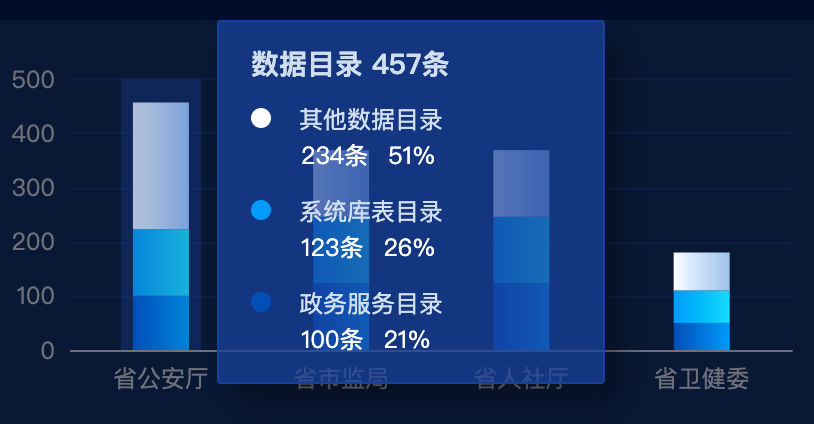 数据目录 457条
其他数据目录
234条 51%
系统库表目录
123条 26%
政务服务目录
100条 21%
500
400
300
200
100
0
省公安厅
省市监局
省人社厅
省卫健委